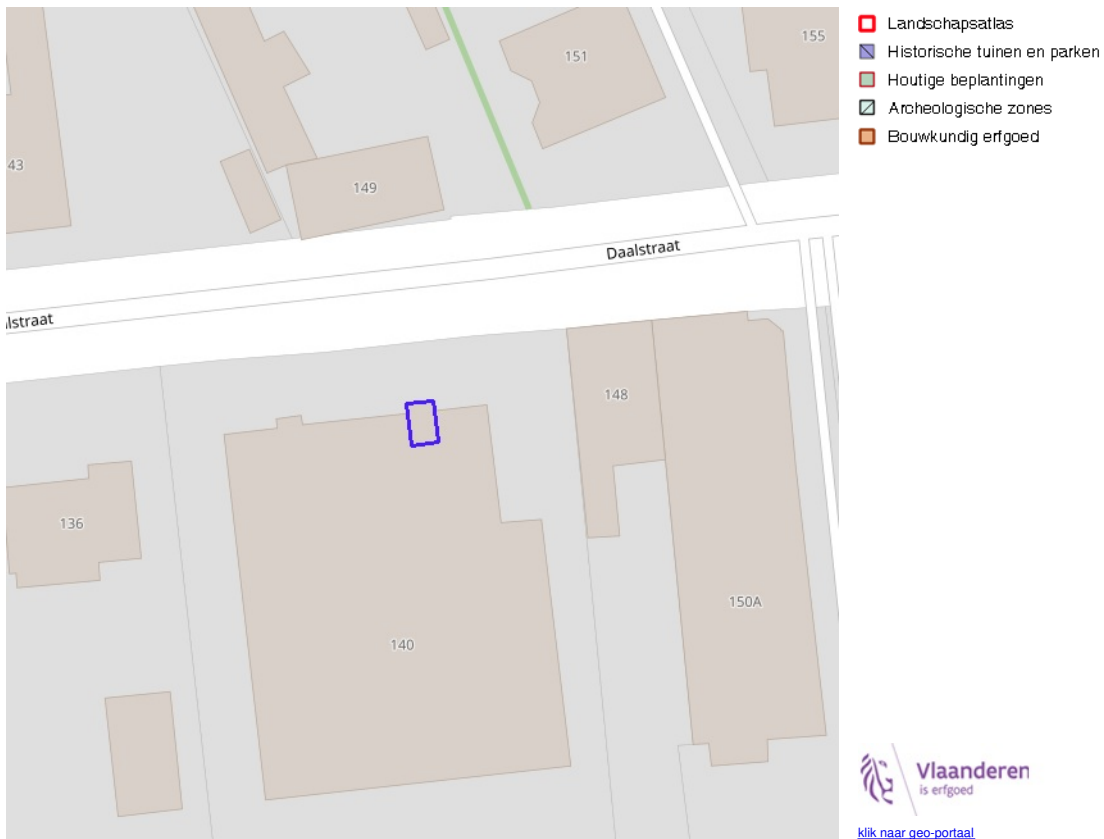 151
155
43
149
Daalstraat
alstraat
148
136
150A
140
Landschapsatlas
Historische tuinen en parken
Houtige beplantingen
Archeologische zones
Bouwkundig erfgoed
Vlaanderen
is erfgoed
klik naar geo-portaal